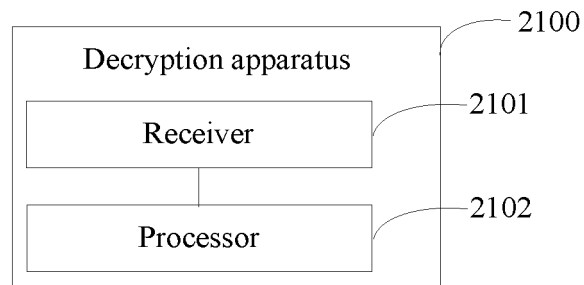 2100
Decryption apparatus
2101
Receiver
2102
Processor